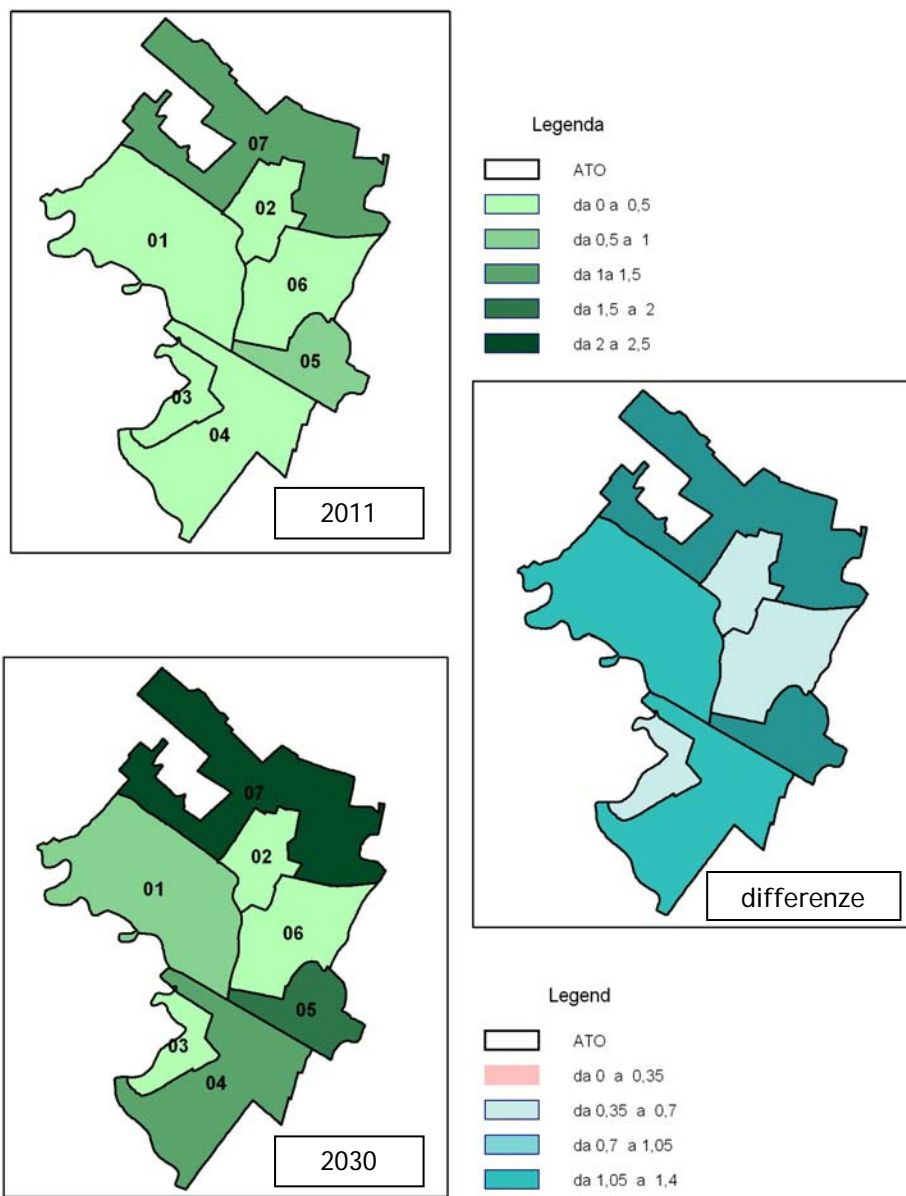 07
02
01
06
05
03
04
2011
Legenda
ATO
da 0 a 0,5
da 0,5 a 1
da 1a 1,5
da 1,5 a 2
da 2 a 2,5
differenze
07
02
01
06
05
03
04
2030
Legend
ATO
da 0 a 0,35
da 0,35 a 0,7
da 0,7 a 1,05
da 1,05 a 1,4